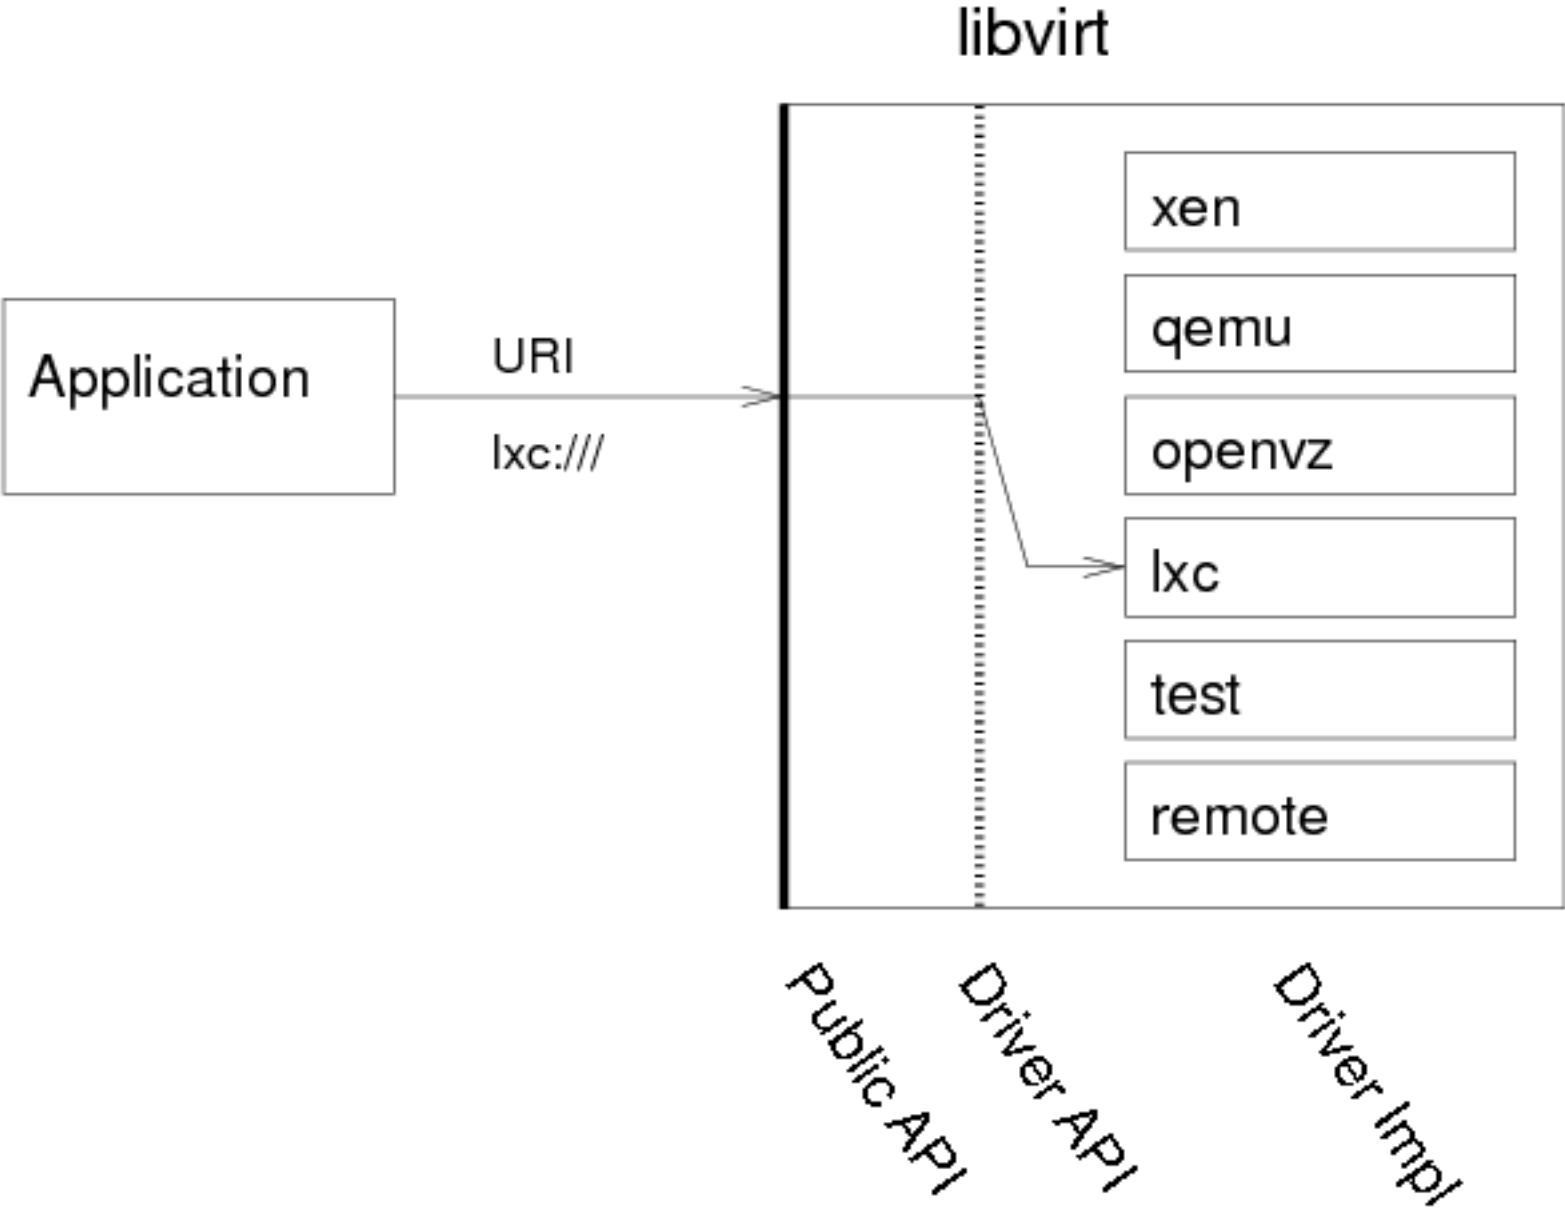 libvirt
Application
URI
lxc:///
xen
qemu
openvz
lxc
test
remote
Public API
Driver API
Driver Impl